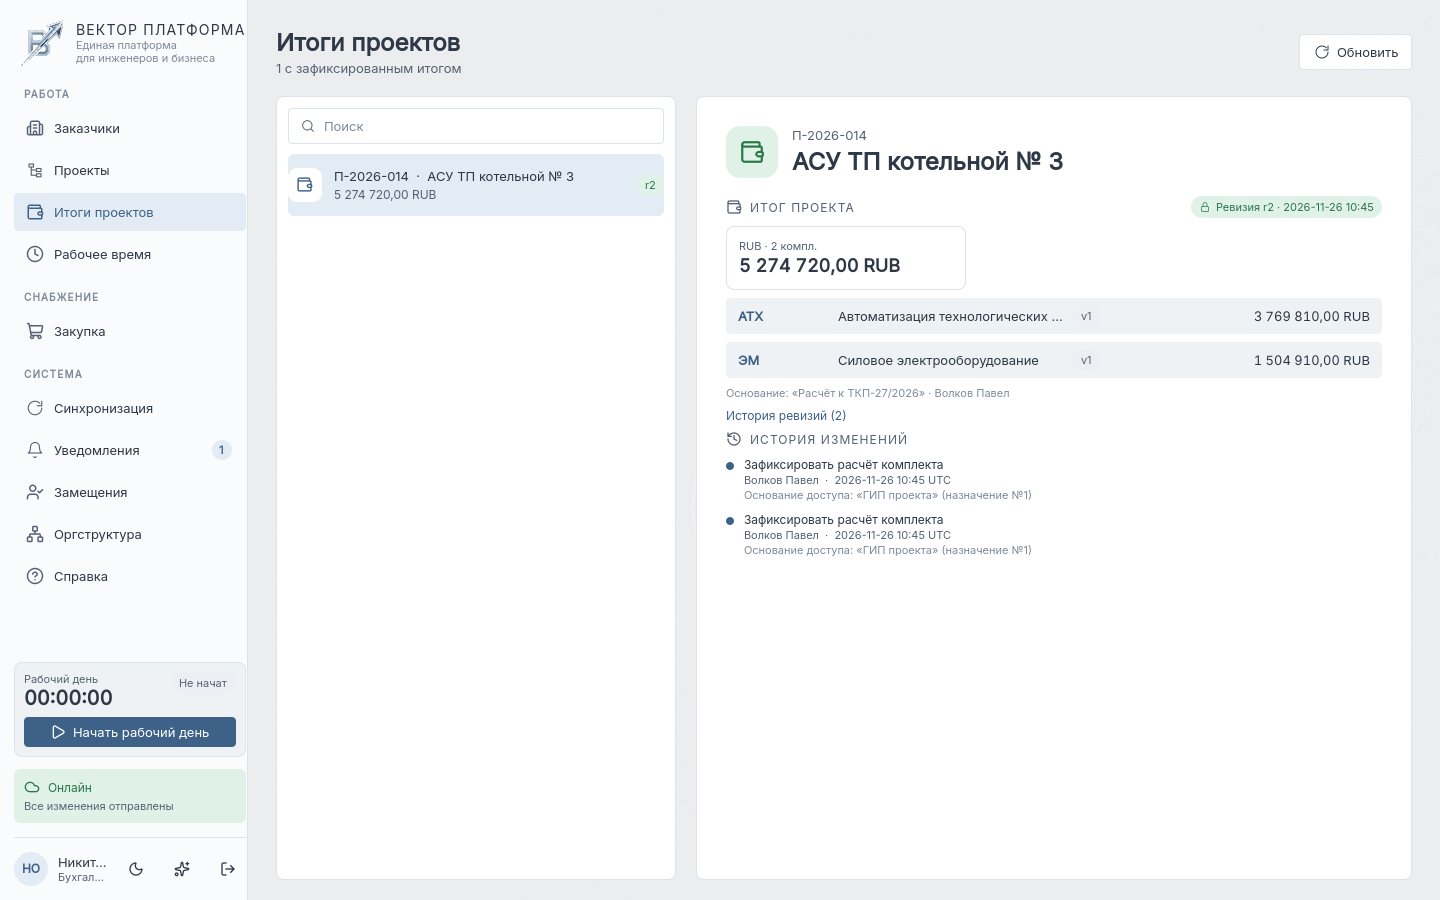 ВЕКТОР ПЛАТФОРМА
Единая платформа
для инженеров и бизнеса
РАБОТА
Заказчики
Проекты
Итоги проектов
Рабочее время
СНАБЖЕНИЕ
Закупка
СИСТЕМА
Синхронизация
Уведомления
1
Замещения
Оргструктура
Справка
Рабочий день
Не начат
00:00:00
Начать рабочий день
Онлайн
Все изменения отправлены
НО
Никит...
Бухгал...
Итоги проектов
1 с зафиксированным итогом
Обновить
Поиск
П-2026-014 · АСУ ТП котельной № 3
5 274 720,00 RUB
r2
П-2026-014
АСУ ТП котельной № 3
ИТОГ ПРОЕКТА
Ревизия r2 · 2026-11-26 10:45
RUB · 2 компл.
5 274 720,00 RUB
АТХ Автоматизация технологических ... v1 3 769 810,00 RUB
ЭМ Силовое электрооборудование v1 1 504 910,00 RUB
Основание: «Расчёт к ТКП-27/2026» · Волков Павел
История ревизий (2)
ИСТОРИЯ ИЗМЕНЕНИЙ
Зафиксировать расчёт комплекта
Волков Павел · 2026-11-26 10:45 UTC
Основание доступа: «ГИП проекта» (назначение №1)
Зафиксировать расчёт комплекта
Волков Павел · 2026-11-26 10:45 UTC
Основание доступа: «ГИП проекта» (назначение №1)